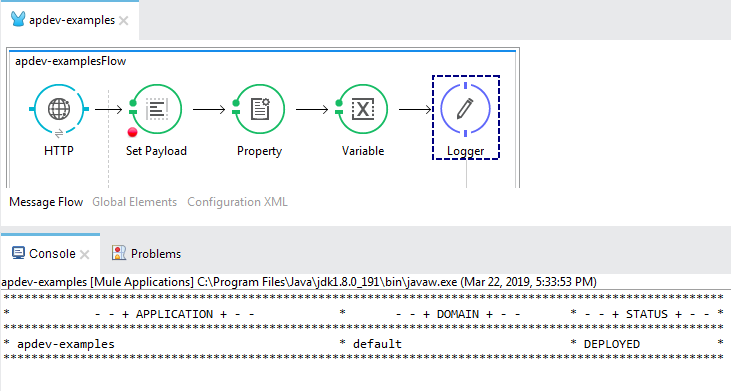 apdev-examples
apdev-examplesFlow
HTTP Set Payload Property Variable Logger
Message Flow Global Elements Configuration XML
Console Problems
apdev-examples [Mule Applications] C:\Program Files\Java\jdk1.8.0_191\bin\javaw.exe (Mar 22, 2019, 5:33:53 PM)
*******************************************************************************************************
* - - + APPLICATION + - - * - - + DOMAIN + - - * - - + STATUS + - - *
*******************************************************************************************************
* apdev-examples * default * DEPLOYED *
*******************************************************************************************************